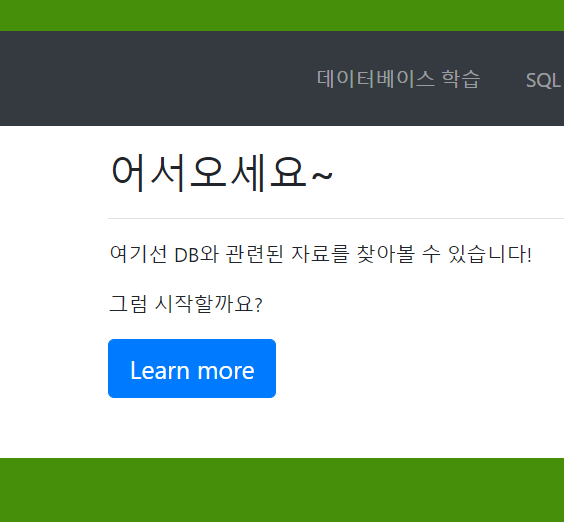 데이터베이스 학습 SQL
어서오세요~
여기선 DB와 관련된 자료를 찾아볼 수 있습니다!
그럼 시작할까요?
Learn more